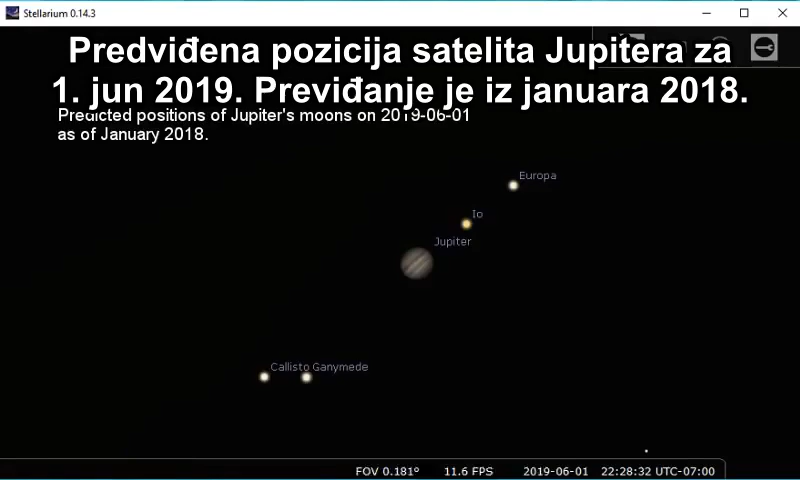 Stellarium 0.14.3
Predviđena pozicija satelita Jupitera za
1. jun 2019. Previđanje je iz januara 2018.
Predicted positions of Jupiter's moons on 2019-06-01
as of January 2018.
Europa
Io
Jupiter
Callisto Ganymede
FOV 0.181° 11.6 FPS 2019-06-01 22:28:32 UTC-07:00